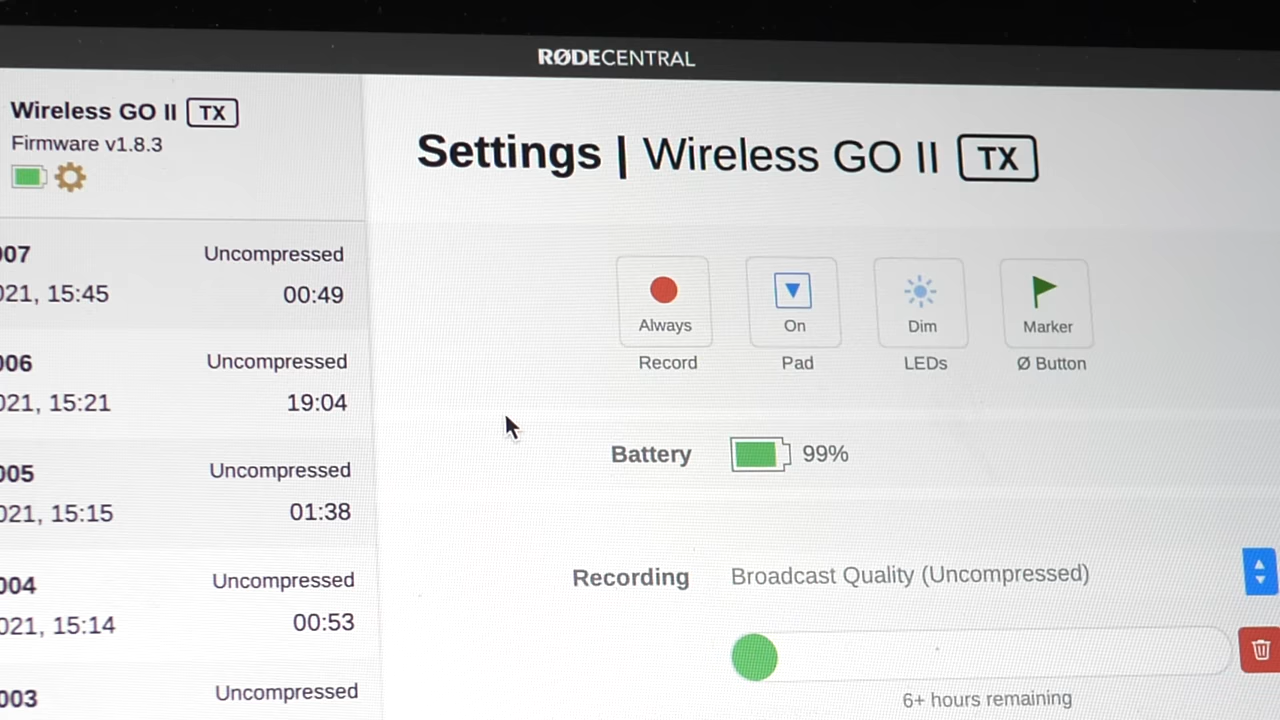 RØDECENTRAL
Wireless GO II TX
Firmware v1.8.3
007 Uncompressed
021, 15:45 00:49
006 Uncompressed
021, 15:21 19:04
005 Uncompressed
021, 15:15 01:38
004 Uncompressed
021, 15:14 00:53
003 Uncompressed
Settings | Wireless GO II TX
Always On Dim Marker
Record Pad LEDs Ø Button
Battery 99%
Recording Broadcast Quality (Uncompressed)
6+ hours remaining